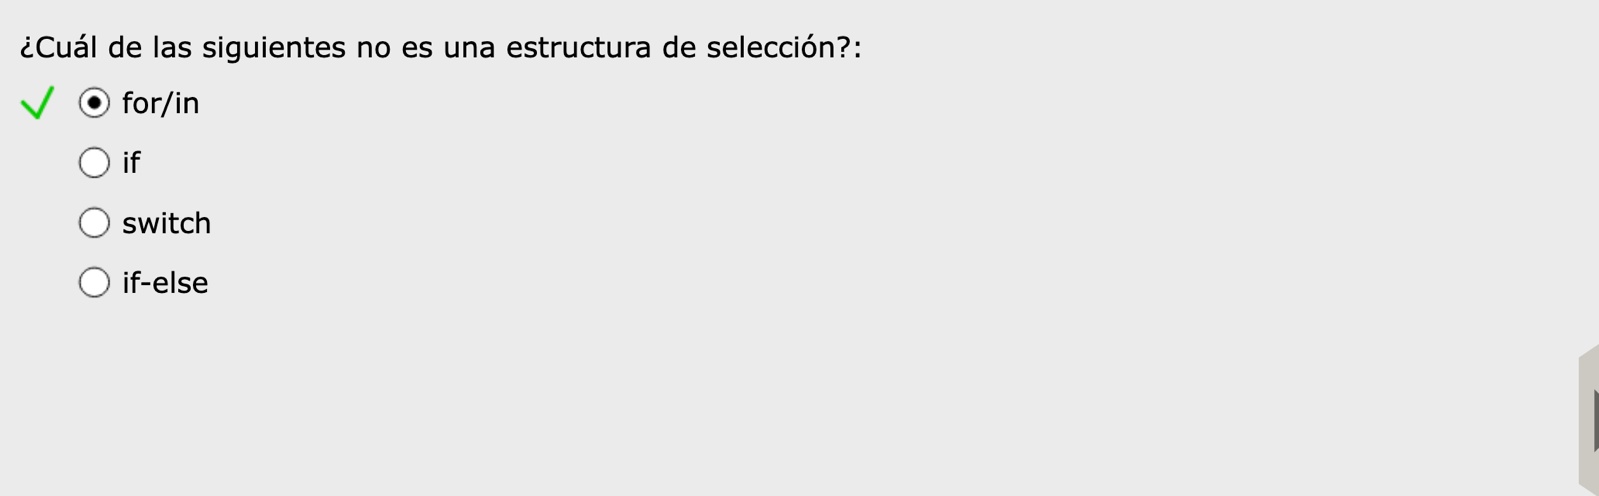 ¿Cuál de las siguientes no es una estructura de selección?:
for/in
if
switch
if-else